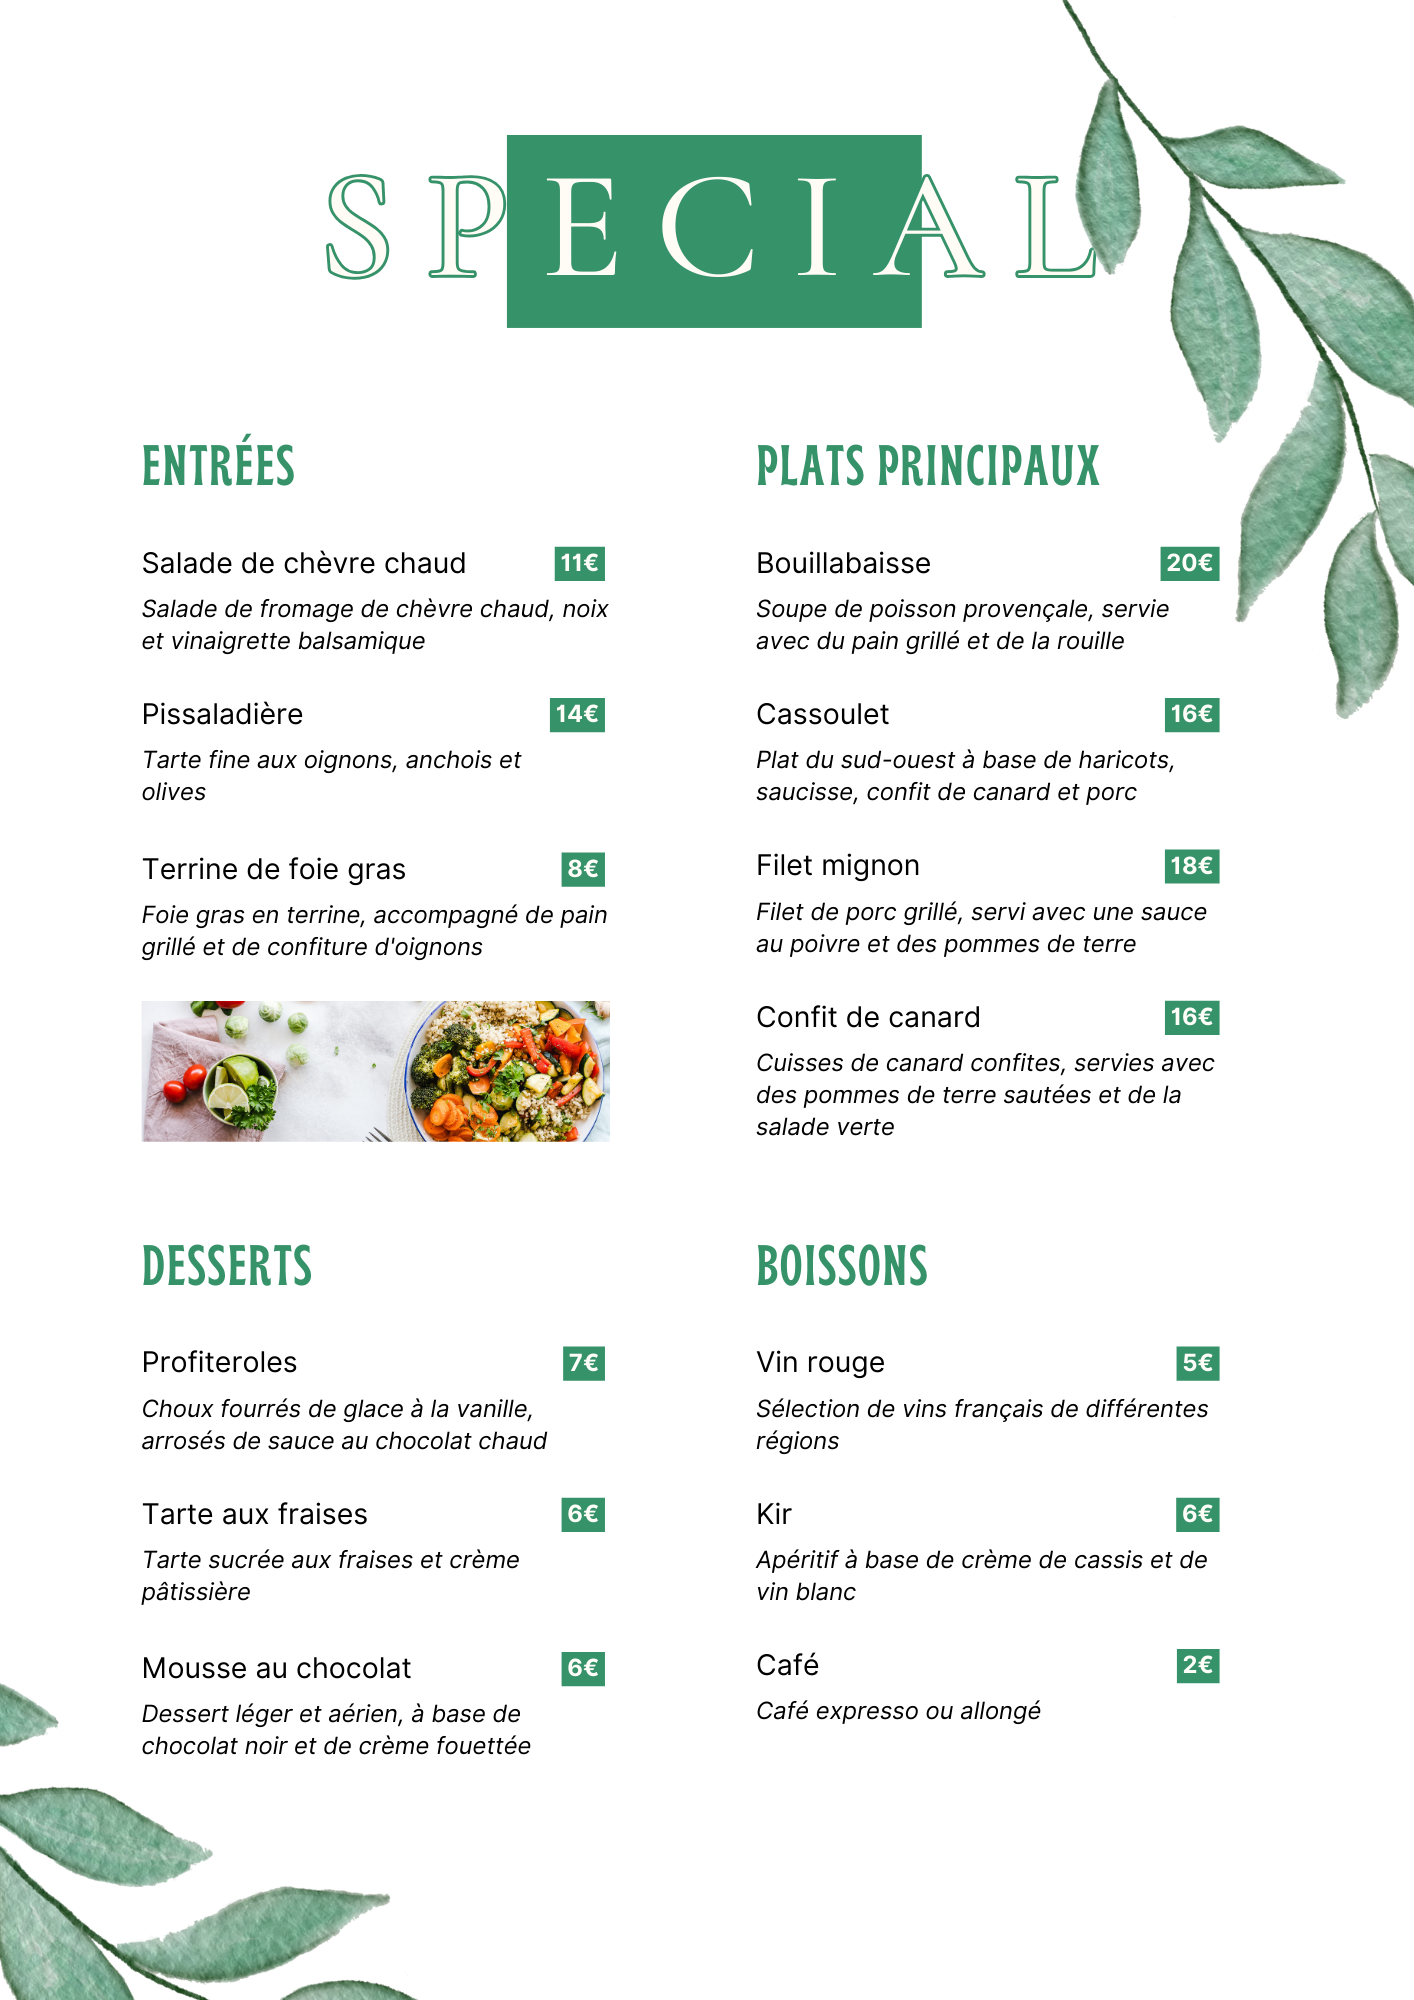 SPECIAL
ENTRÉES
Salade de chèvre chaud 11€
Salade de fromage de chèvre chaud, noix
et vinaigrette balsamique
Pissaladière 14€
Tarte fine aux oignons, anchois et
olives
Terrine de foie gras 8€
Foie gras en terrine, accompagné de pain
grillé et de confiture d'oignons
PLATS PRINCIPAUX
Bouillabaisse 20€
Soupe de poisson provençale, servie
avec du pain grillé et de la rouille
Cassoulet 16€
Plat du sud-ouest à base de haricots,
saucisse, confit de canard et porc
Filet mignon 18€
Filet de porc grillé, servi avec une sauce
au poivre et des pommes de terre
Confit de canard 16€
Cuisses de canard confites, servies avec
des pommes de terre sautées et de la
salade verte
DESSERTS
Profiteroles 7€
Choux fourrés de glace à la vanille,
arrosés de sauce au chocolat chaud
Tarte aux fraises 6€
Tarte sucrée aux fraises et crème
pâtissière
Mousse au chocolat 6€
Dessert léger et aérien, à base de
chocolat noir et de crème fouettée
BOISSONS
Vin rouge 5€
Sélection de vins français de différentes
régions
Kir 6€
Apéritif à base de crème de cassis et de
vin blanc
Café 2€
Café expresso ou allongé